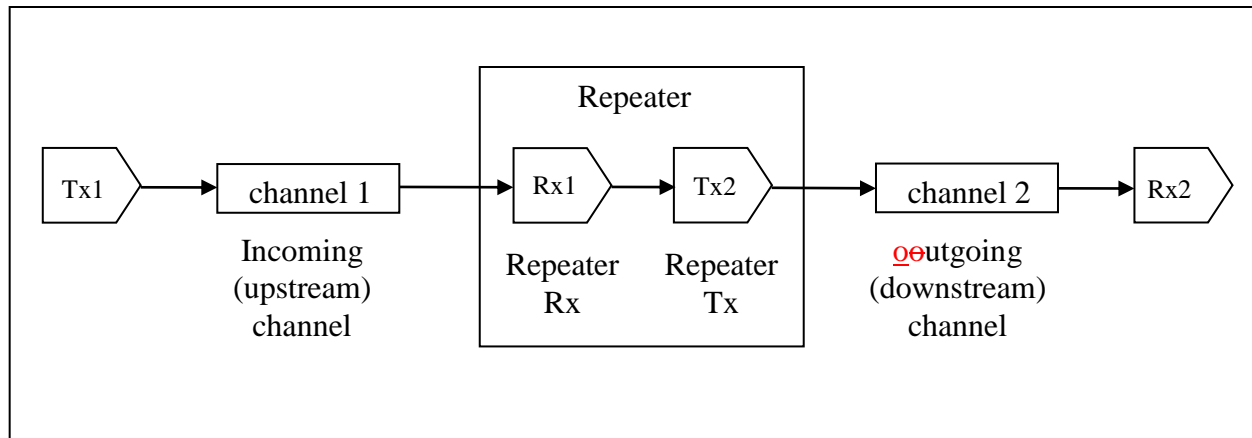 Repeater
Tx1
channel 1
Rx1
Tx2
channel 2
Rx2
Incoming
(upstream)
channel
Repeater
Rx
Repeater
Tx
ooutgoing
(downstream)
channel